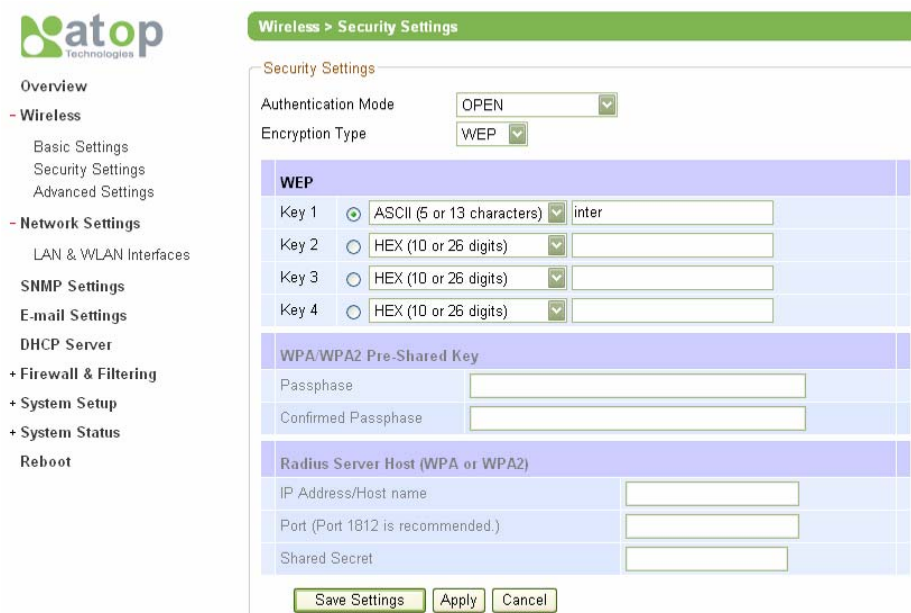 atop
Technologies
Overview
- Wireless
Basic Settings
Security Settings
Advanced Settings
- Network Settings
LAN & WLAN Interfaces
SNMP Settings
E-mail Settings
DHCP Server
+ Firewall & Filtering
+ System Setup
+ System Status
Reboot
Wireless > Security Settings
Security Settings
Authentication Mode OPEN
Encryption Type WEP
WEP
Key 1 ASCII (5 or 13 characters) inter
Key 2 HEX (10 or 26 digits)
Key 3 HEX (10 or 26 digits)
Key 4 HEX (10 or 26 digits)
WPA/WPA2 Pre-Shared Key
Passphase
Confirmed Passphase
Radius Server Host (WPA or WPA2)
IP Address/Host name
Port (Port 1812 is recommended.)
Shared Secret
Save Settings Apply Cancel